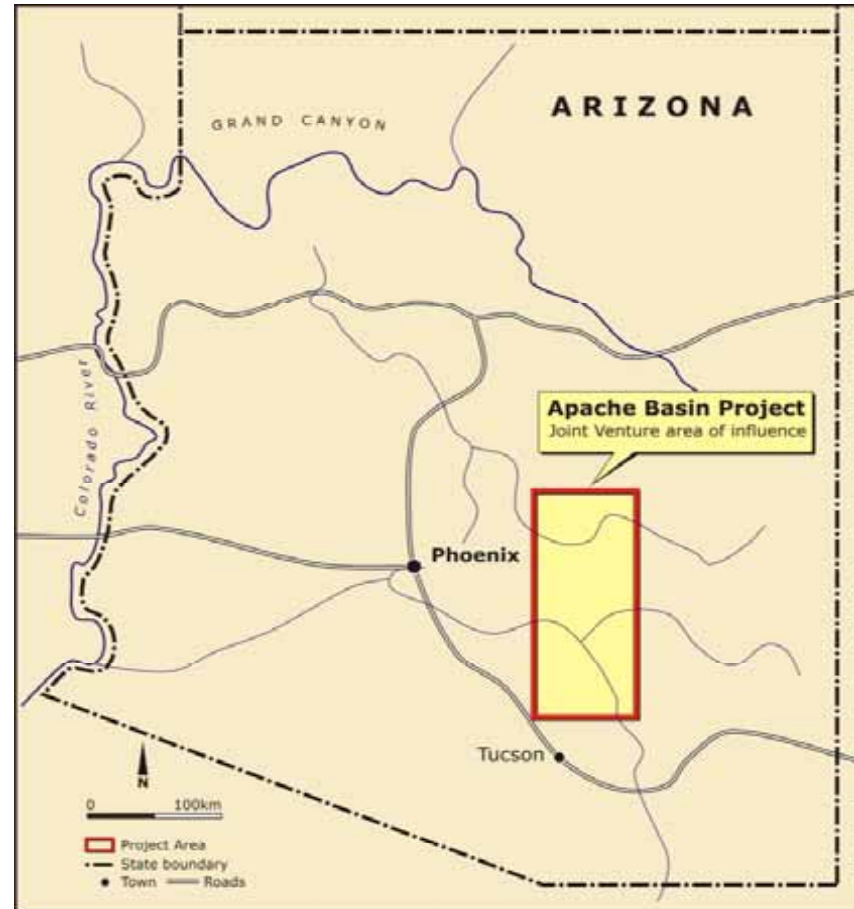 ARIZONA
GRAND CANYON
Colorado River
Apache Basin Project
Joint Venture area of influence
Phoenix
Tucson
N
0 100km
Project Area
State boundary
Town Roads